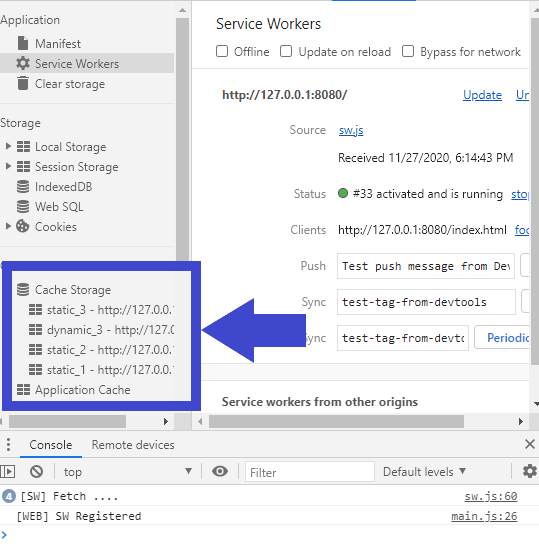 Application
Manifest
Service Workers
Clear storage
Storage
Local Storage
Session Storage
IndexedDB
Web SQL
Cookies
Cache Storage
static_3 - http://127.0.0.
dynamic_3 - http://127.0
static_2 - http://127.0.0.
static_1 - http://127.0.0.
Application Cache
Service Workers
Offline Update on reload Bypass for network
http://127.0.0.1:8080/ Update
Source sw.js
Received 11/27/2020, 6:14:43 PM
Status #33 activated and is running
Clients http://127.0.0.1:8080/index.html
Push Test push message from Dev
Sync test-tag-from-devtools
Sync test-tag-from-devtc Periodic
Service workers from other origins
Console Remote devices
top Filter Default levels
4 [SW] Fetch .... sw.js:60
[WEB] SW Registered main.js:26